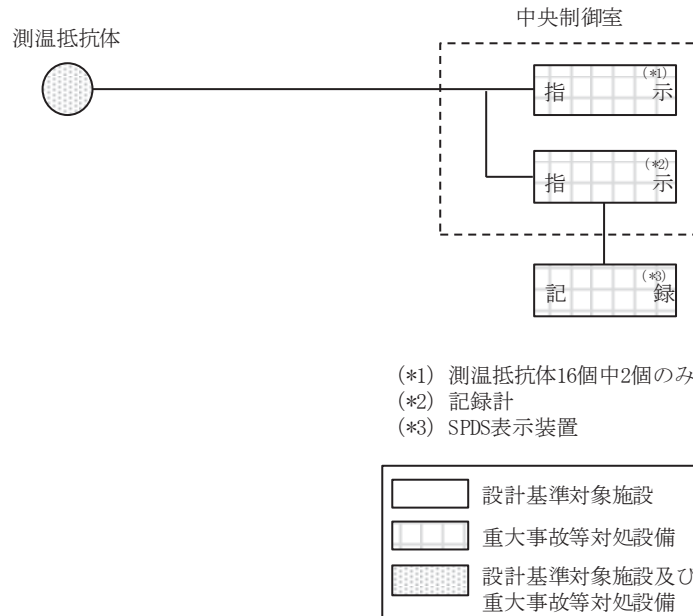 中央制御室
測温抵抗体
指 示 (*1)
指 示 (*2)
記 録 (*3)
(*1) 測温抵抗体16個中2個のみ
(*2) 記録計
(*3) SPDS表示装置
設計基準対象施設
重大事故等対処設備
設計基準対象施設及び
重大事故等対処設備